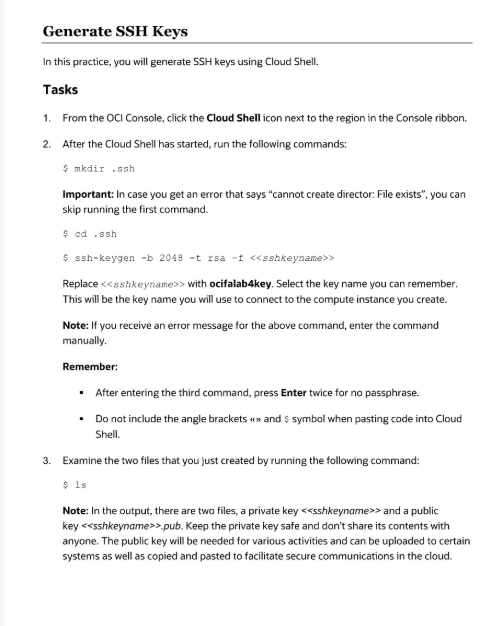 Generate SSH Keys
In this practice, you will generate SSH keys using Cloud Shell.
Tasks
1. From the OCI Console, click the Cloud Shell icon next to the region in the Console ribbon.
2. After the Cloud Shell has started, run the following commands:
$ mkdir .ssh
Important: In case you get an error that says “cannot create director: File exists”, you can
skip running the first command.
$ cd .ssh
$ ssh-keygen -b 2048 -t rsa -f <<sshkeyname>>
Replace <<sshkeyname>> with ocifalab4key. Select the key name you can remember.
This will be the key name you will use to connect to the compute instance you create.
Note: If you receive an error message for the above command, enter the command
manually.
Remember:
▪ After entering the third command, press Enter twice for no passphrase.
▪ Do not include the angle brackets «» and $ symbol when pasting code into Cloud
Shell.
3. Examine the two files that you just created by running the following command:
$ ls
Note: In the output, there are two files, a private key <<sshkeyname>> and a public
key <<sshkeyname>>.pub. Keep the private key safe and don’t share its contents with
anyone. The public key will be needed for various activities and can be uploaded to certain
systems as well as copied and pasted to facilitate secure communications in the cloud.